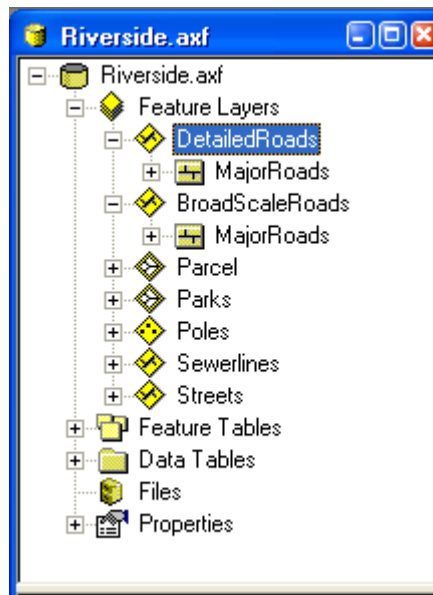 Riverside.axf
Riverside.axf
Feature Layers
DetailedRoads
MajorRoads
BroadScaleRoads
MajorRoads
Parcel
Parks
Poles
Sewerlines
Streets
Feature Tables
Data Tables
Files
Properties